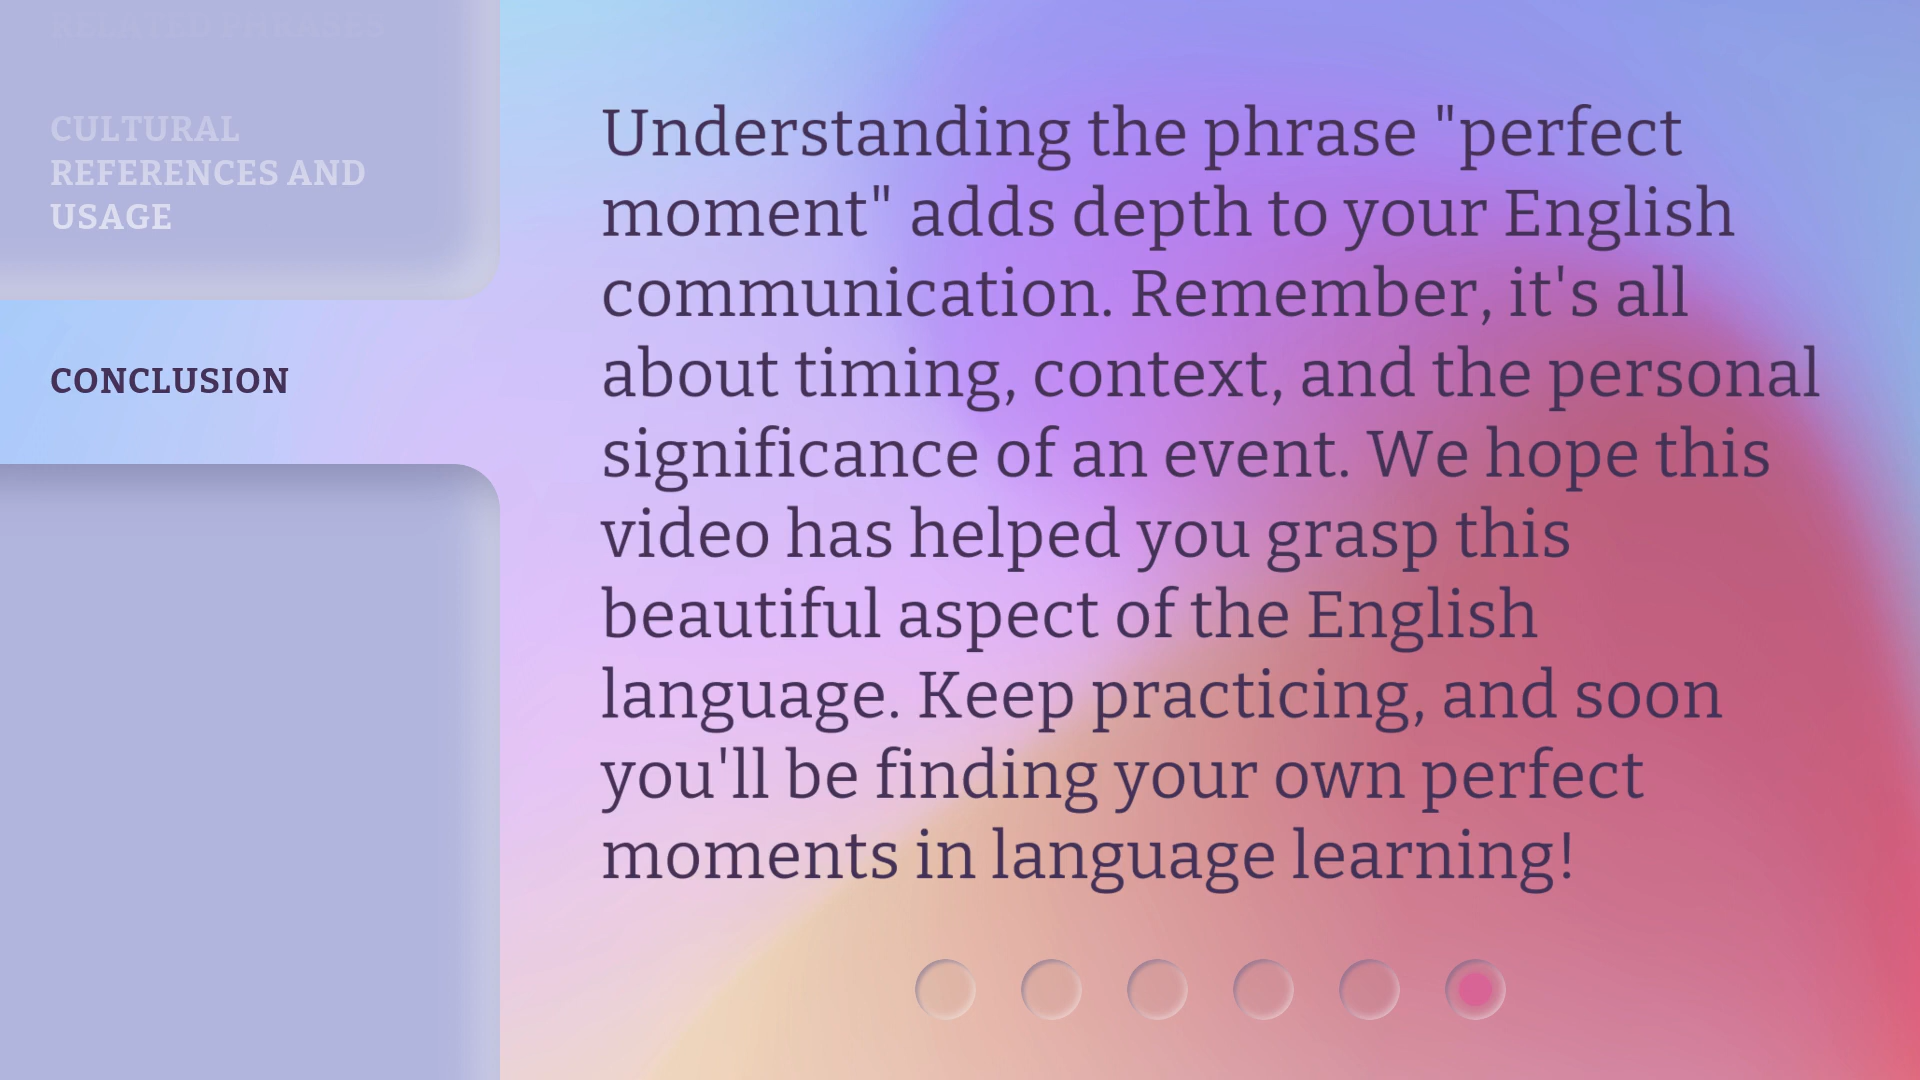 RELATED PHRASES
CULTURAL
REFERENCES AND
USAGE
CONCLUSION
Understanding the phrase "perfect
moment" adds depth to your English
communication. Remember, it's all
about timing, context, and the personal
significance of an event. We hope this
video has helped you grasp this
beautiful aspect of the English
language. Keep practicing, and soon
you'll be finding your own perfect
moments in language learning!